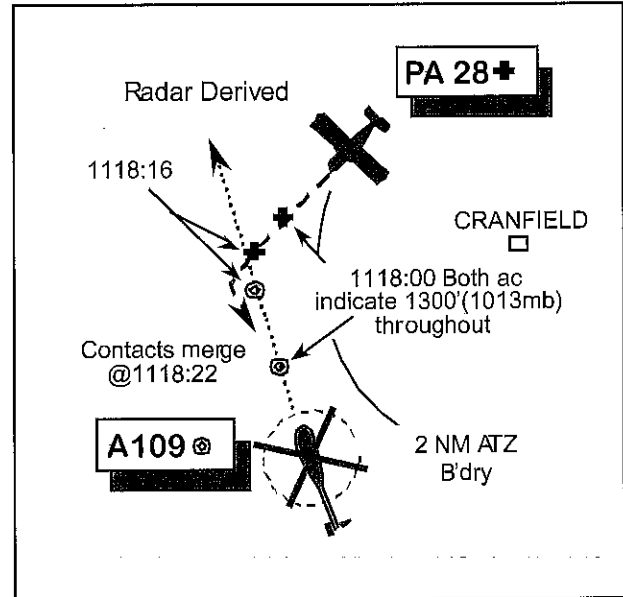 PA 28
Radar Derived
1118:16
CRANFIELD
1118:00 Both ac
indicate 1300'(1013mb)
throughout
Contacts merge
@1118:22
A109
2 NM ATZ
B'dry